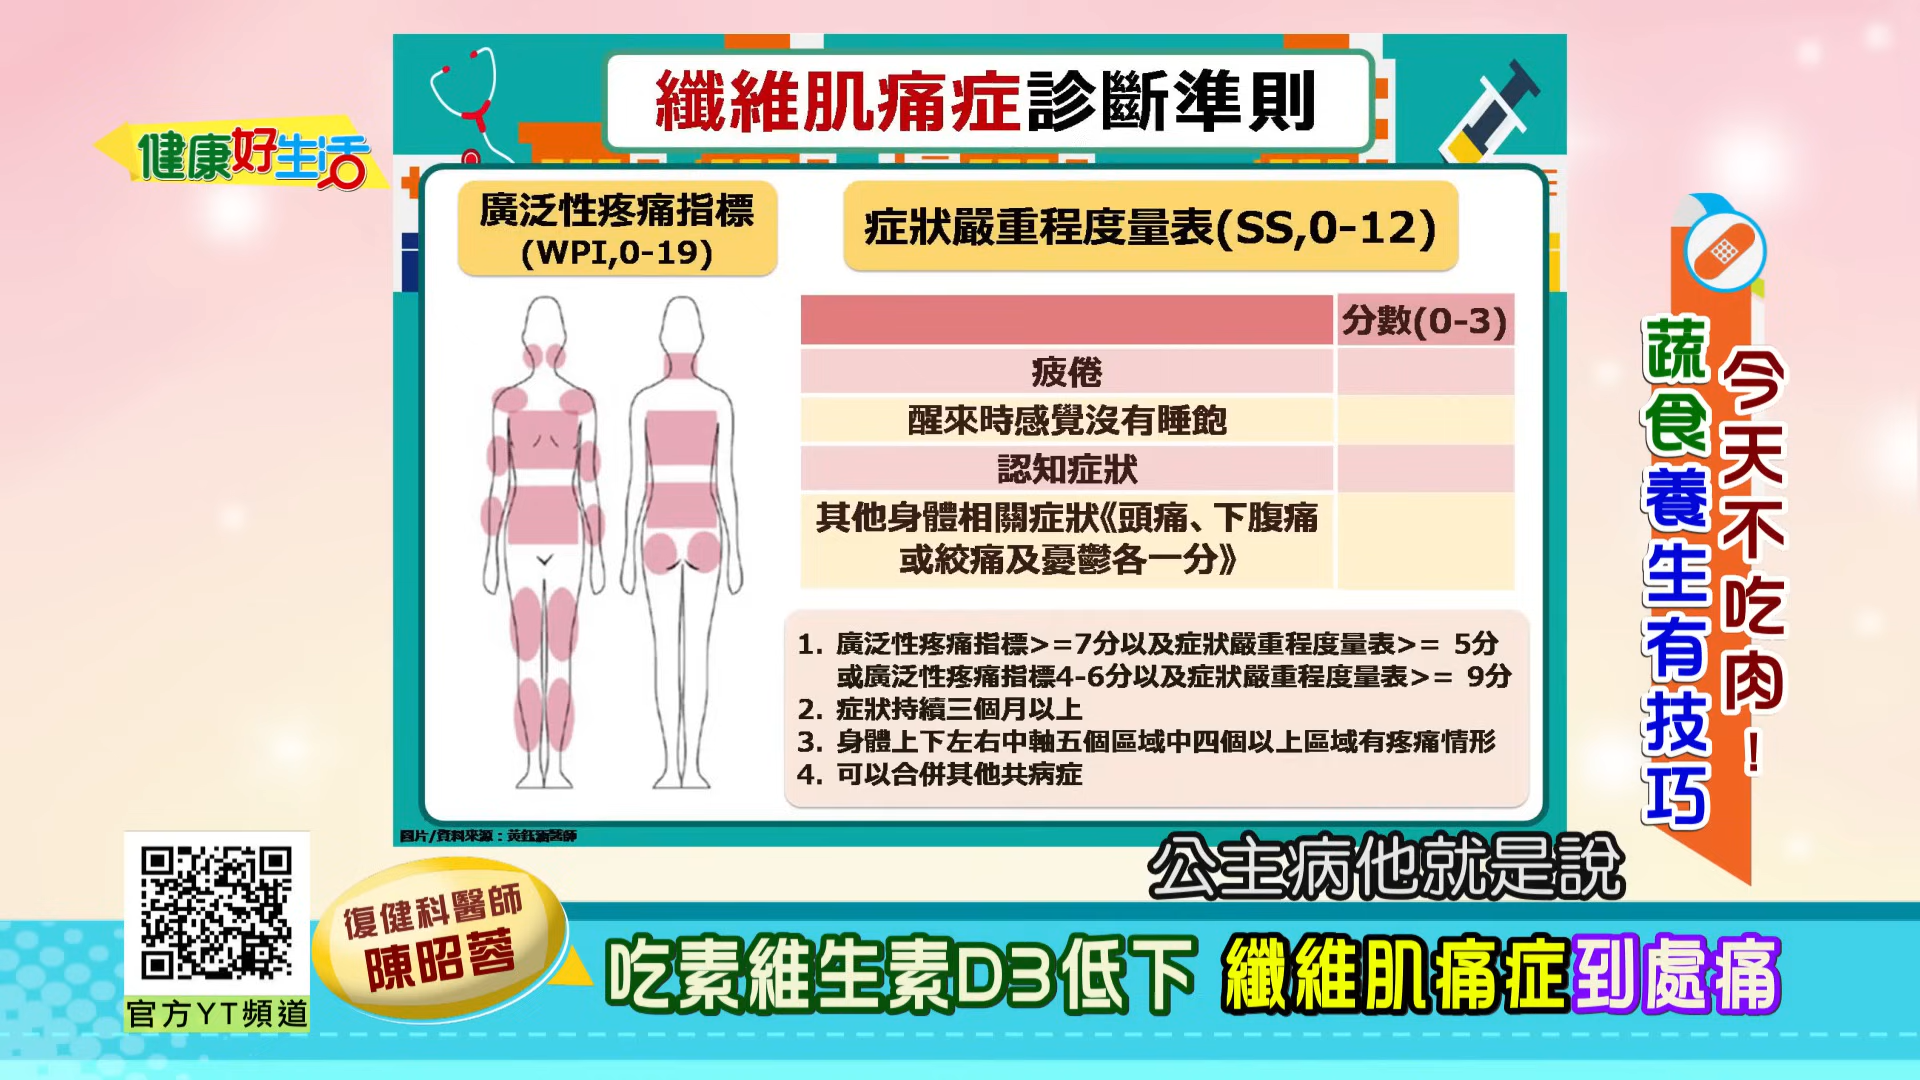 健康好生活
纖維肌痛症診斷準則
廣泛性疼痛指標
(WPI,0-19)
症狀嚴重程度量表(SS,0-12)
分數(0-3)
疲倦
醒來時感覺沒有睡飽
認知症狀
其他身體相關症狀《頭痛、下腹痛
或絞痛及憂鬱各一分》
1. 廣泛性疼痛指標>=7分以及症狀嚴重程度量表>= 5分
或廣泛性疼痛指標4-6分以及症狀嚴重程度量表>= 9分
2. 症狀持續三個月以上
3. 身體上下左右中軸五個區域中四個以上區域有疼痛情形
4. 可以合併其他共病症
今天不吃肉!
蔬食養生有技巧
公主病他就是說
官方YT頻道
復健科醫師
陳昭蓉
吃素維生素D3低下 纖維肌痛症到處痛